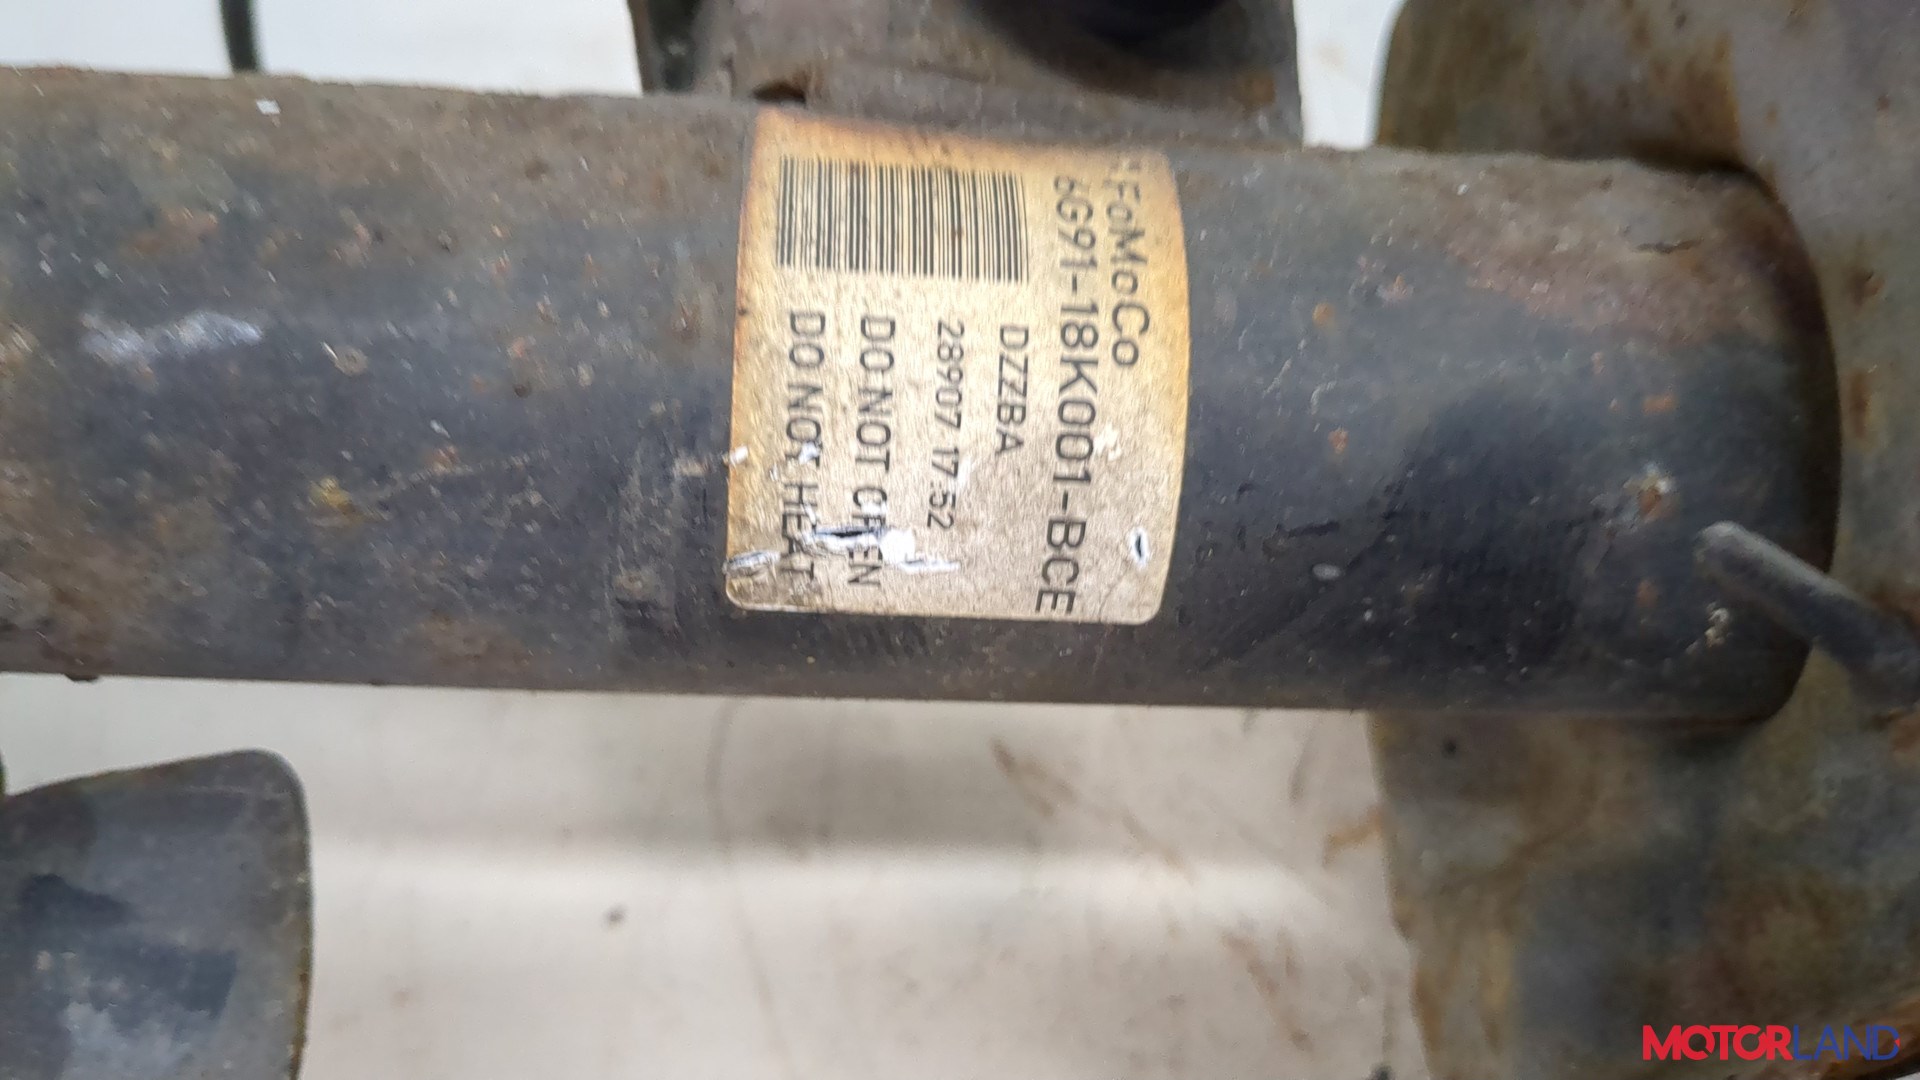 "FoMoCo
6G91-18K001-BCE
DZZBA
28907 17:52
DO NOT OPEN
DO NOT HEAT
MOTORLAND